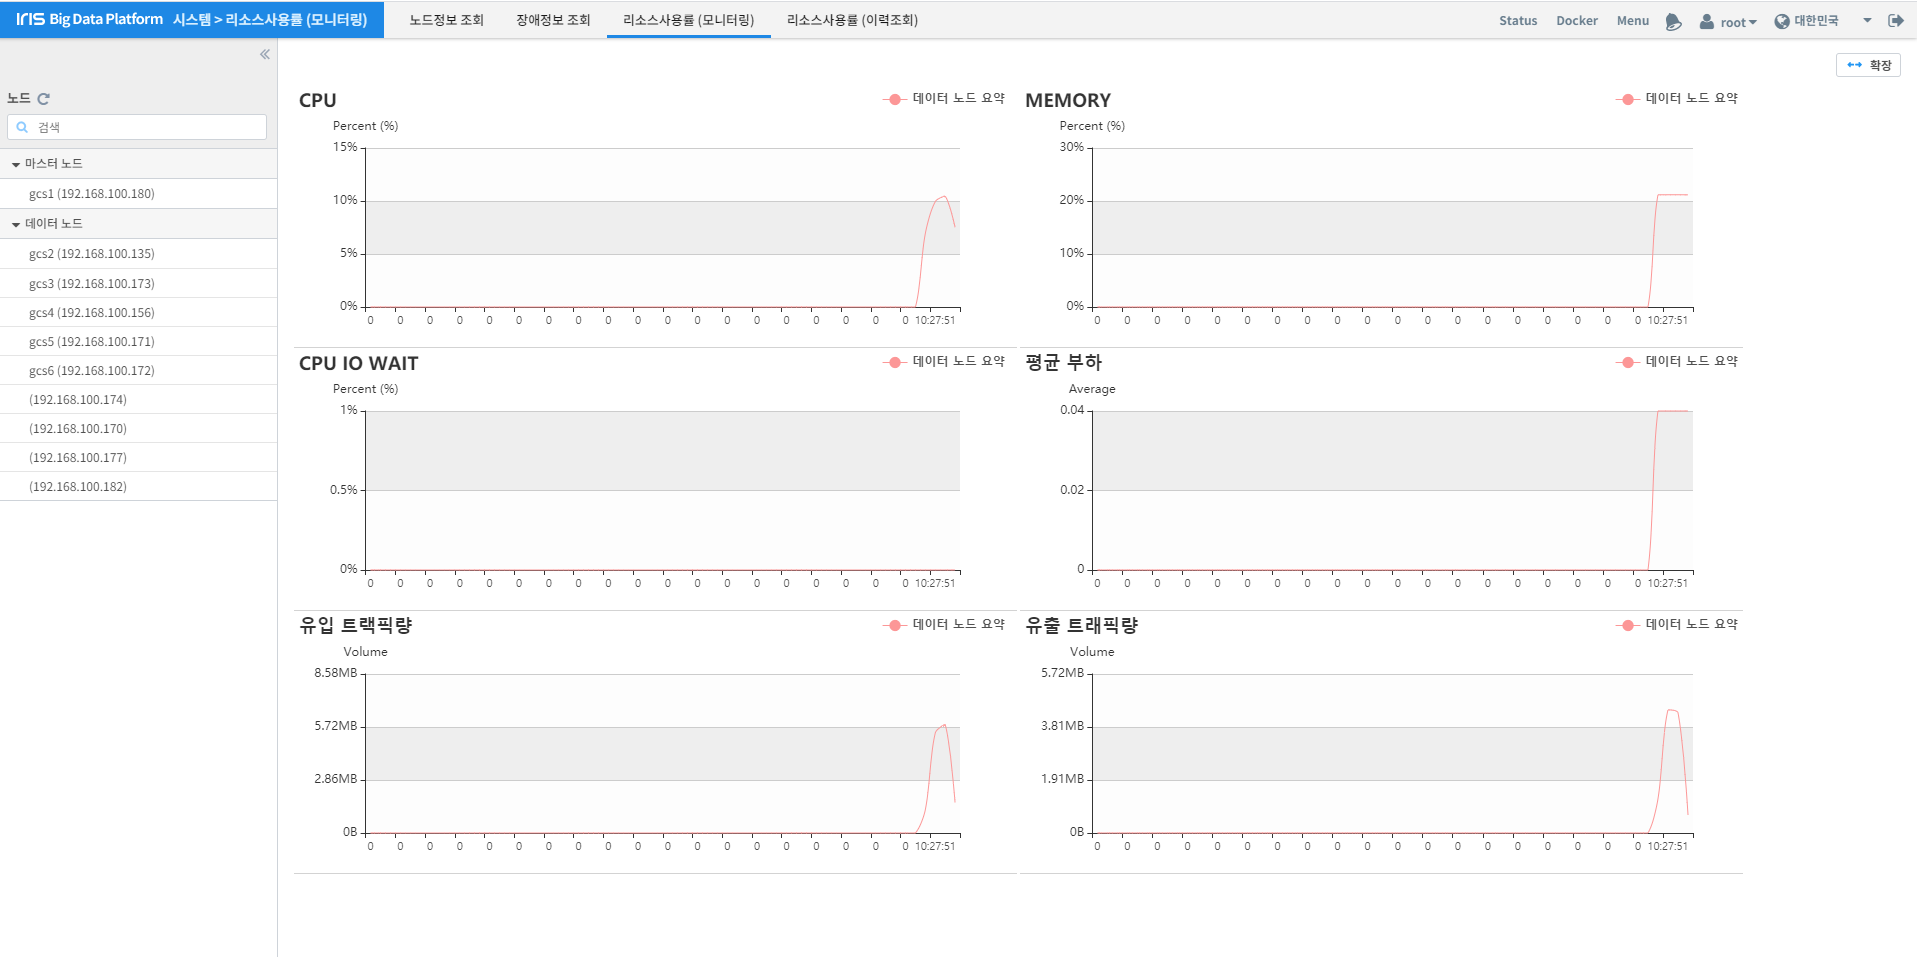 IRIS Big Data Platform 시스템 > 리소스사용률 (모니터링) 노드정보 조회 장애정보 조회 리소스사용률 (모니터링) 리소스사용률 (이력조회) Status Docker Menu root 대한민국
확장
노드
검색
마스터 노드
gcs1 (192.168.100.180)
데이터 노드
gcs2 (192.168.100.135)
gcs3 (192.168.100.173)
gcs4 (192.168.100.156)
gcs5 (192.168.100.171)
gcs6 (192.168.100.172)
(192.168.100.174)
(192.168.100.170)
(192.168.100.177)
(192.168.100.182)
CPU 데이터 노드 요약
Percent (%)
15%
10%
5%
0%
0 0 0 0 0 0 0 0 0 0 0 0 0 0 0 0 0 0 0 10:27:51
MEMORY 데이터 노드 요약
Percent (%)
30%
20%
10%
0%
0 0 0 0 0 0 0 0 0 0 0 0 0 0 0 0 0 0 0 10:27:51
CPU IO WAIT 데이터 노드 요약
Percent (%)
1%
0.5%
0%
0 0 0 0 0 0 0 0 0 0 0 0 0 0 0 0 0 0 0 10:27:51
평균 부하 데이터 노드 요약
Average
0.04
0.02
0
0 0 0 0 0 0 0 0 0 0 0 0 0 0 0 0 0 0 0 10:27:51
유입 트랙픽량 데이터 노드 요약
Volume
8.58MB
5.72MB
2.86MB
0B
0 0 0 0 0 0 0 0 0 0 0 0 0 0 0 0 0 0 0 10:27:51
유출 트래픽량 데이터 노드 요약
Volume
5.72MB
3.81MB
1.91MB
0B
0 0 0 0 0 0 0 0 0 0 0 0 0 0 0 0 0 0 0 10:27:51